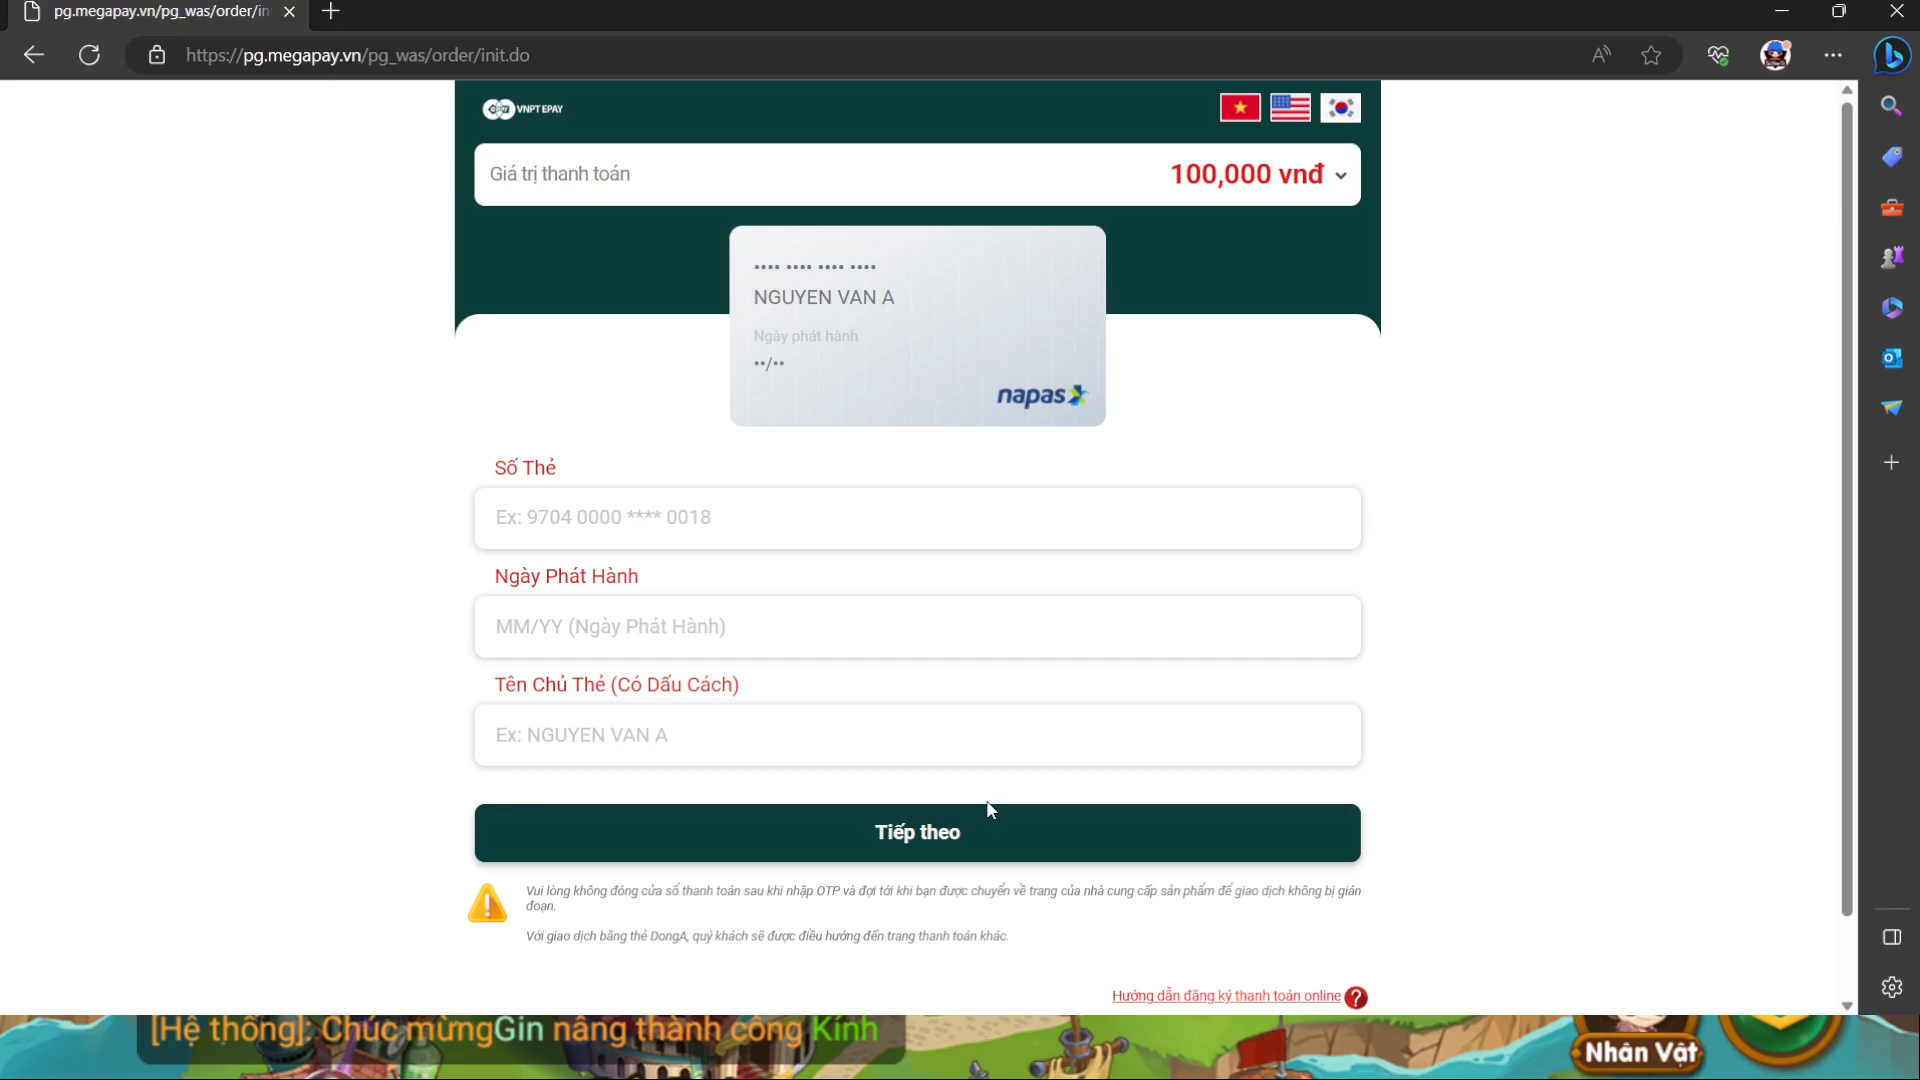 pg.megapay.vn/pg_was/order/in
https://pg.megapay.vn/pg_was/order/init.do
VNPT EPAY
Giá trị thanh toán
100,000 vnđ
•••• •••• •••• ••••
NGUYEN VAN A
Ngày phát hành
••/••
napas
Số Thẻ
Ex: 9704 0000 **** 0018
Ngày Phát Hành
MM/YY (Ngày Phát Hành)
Tên Chủ Thẻ (Có Dấu Cách)
Ex: NGUYEN VAN A
Tiếp theo
Vui lòng không đóng cửa sổ thanh toán sau khi nhập OTP và đợi tới khi bạn được chuyển về trang của nhà cung cấp sản phẩm để giao dịch không bị gián
đoạn.
Với giao dịch bằng thẻ DongA, quý khách sẽ được điều hướng đến trang thanh toán khác.
Hướng dẫn đăng ký thanh toán online ?
[Hệ thống]: Chúc mừngGin nâng thành công Kính
Nhân Vật